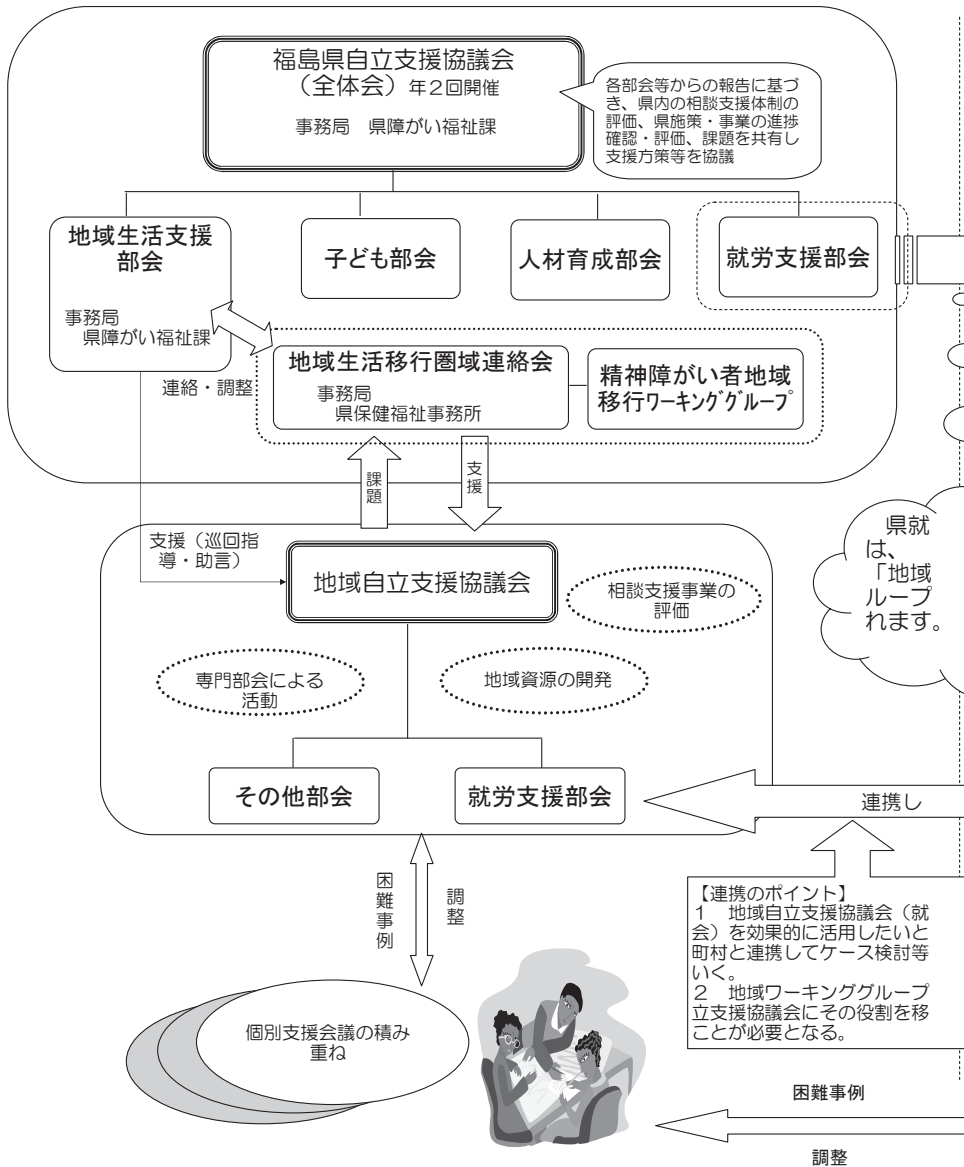 福島県自立支援協議会
（全体会）年２回開催
事務局　県障がい福祉課
各部会等からの報告に基づ
き、県内の相談支援体制の
評価、県施策・事業の進捗
確認・評価、課題を共有し
支援方策等を協議
地域生活支援
部会
事務局
県障がい福祉課
子ども部会
人材育成部会
就労支援部会
連絡・調整
地域生活移行圏域連絡会
事務局
県保健福祉事務所
精神障がい者地域
移行ワーキンググループ
課題
支援
支援（巡回指
導・助言）
地域自立支援協議会
相談支援事業の
評価
専門部会による
活動
地域資源の開発
その他部会
就労支援部会
県就
は、
「地域
ループ
れます。
連携し
困難事例
調整
【連携のポイント】
１　地域自立支援協議会（就
会）を効果的に活用したいと
町村と連携してケース検討等
いく。
２　地域ワーキンググループ
立支援協議会にその役割を移
ことが必要となる。
個別支援会議の積み
重ね
困難事例
調整